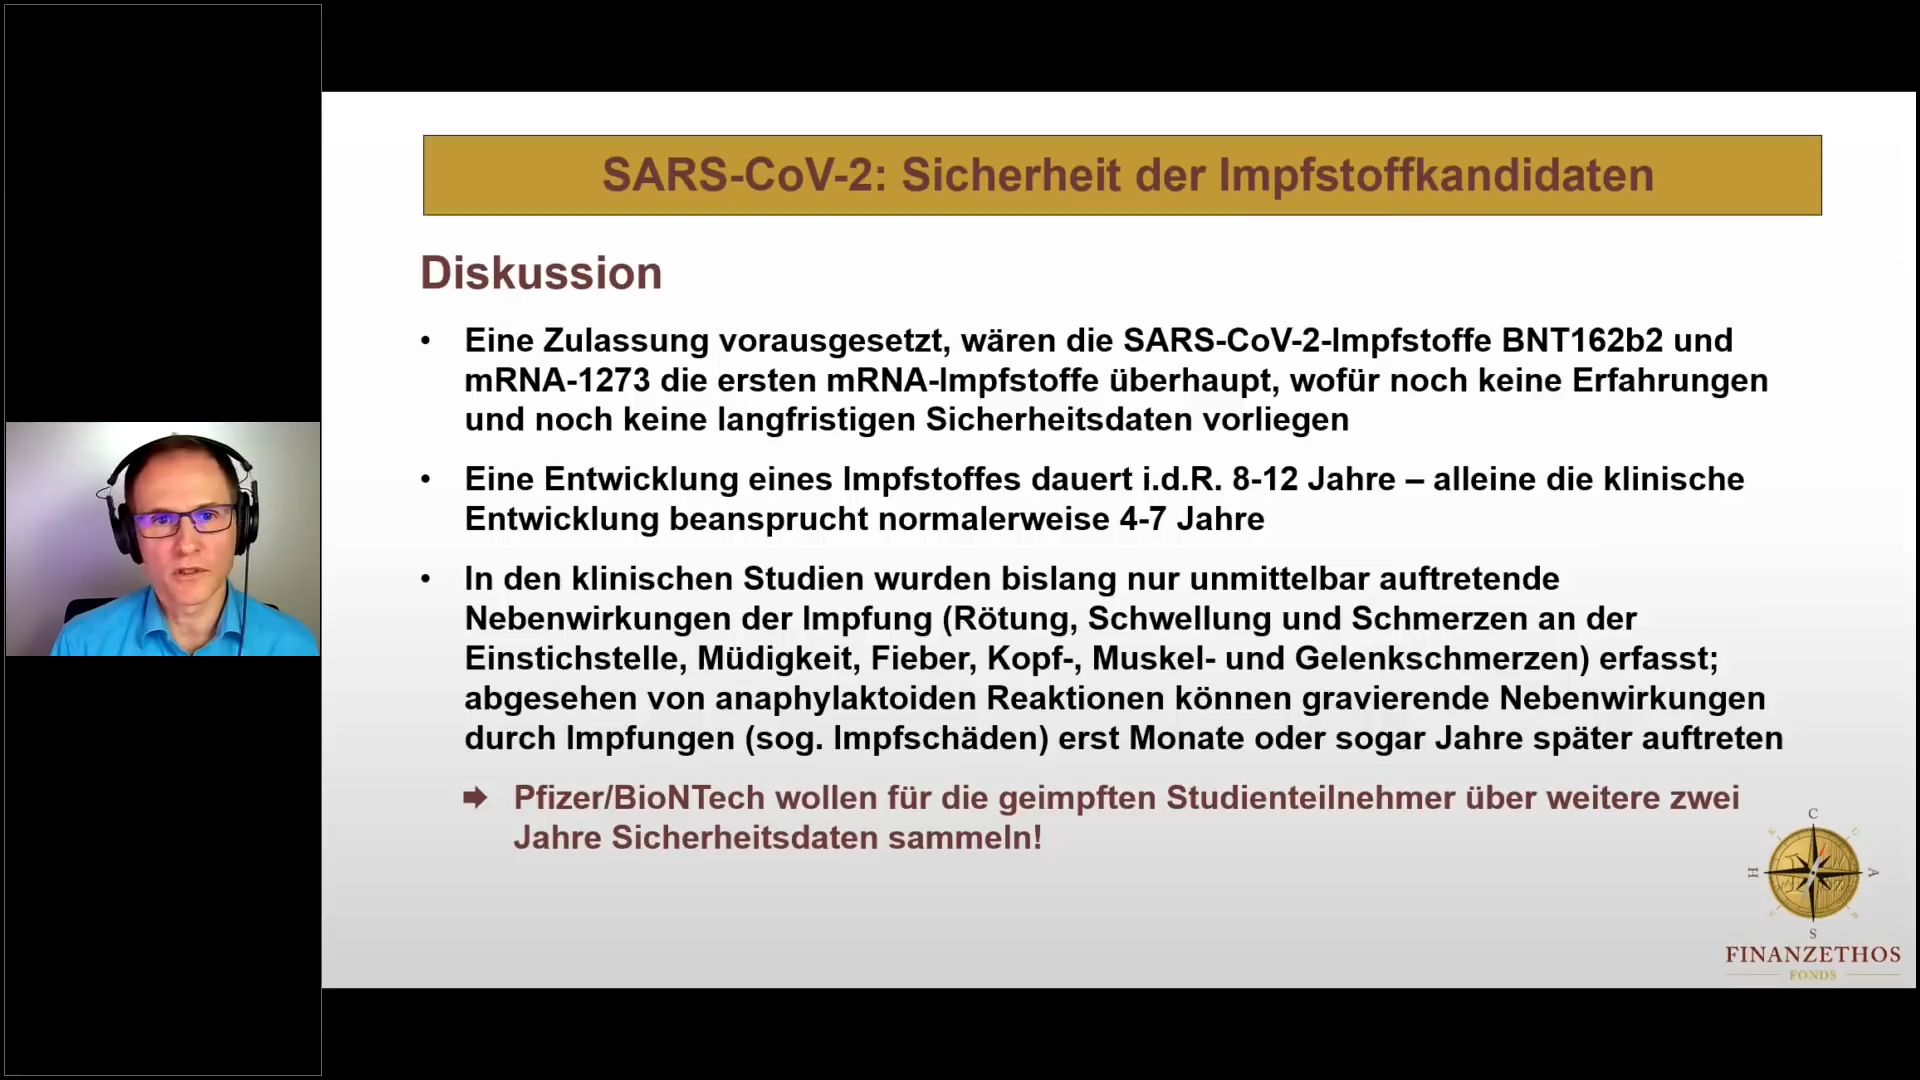 SARS-CoV-2: Sicherheit der Impfstoffkandidaten
Diskussion
• Eine Zulassung vorausgesetzt, wären die SARS-CoV-2-Impfstoffe BNT162b2 und
mRNA-1273 die ersten mRNA-Impfstoffe überhaupt, wofür noch keine Erfahrungen
und noch keine langfristigen Sicherheitsdaten vorliegen
• Eine Entwicklung eines Impfstoffes dauert i.d.R. 8-12 Jahre – alleine die klinische
Entwicklung beansprucht normalerweise 4-7 Jahre
• In den klinischen Studien wurden bislang nur unmittelbar auftretende
Nebenwirkungen der Impfung (Rötung, Schwellung und Schmerzen an der
Einstichstelle, Müdigkeit, Fieber, Kopf-, Muskel- und Gelenkschmerzen) erfasst;
abgesehen von anaphylaktoiden Reaktionen können gravierende Nebenwirkungen
durch Impfungen (sog. Impfschäden) erst Monate oder sogar Jahre später auftreten
➡ Pfizer/BioNTech wollen für die geimpften Studienteilnehmer über weitere zwei
Jahre Sicherheitsdaten sammeln!
C
H
A
S
FINANZETHOS
FONDS